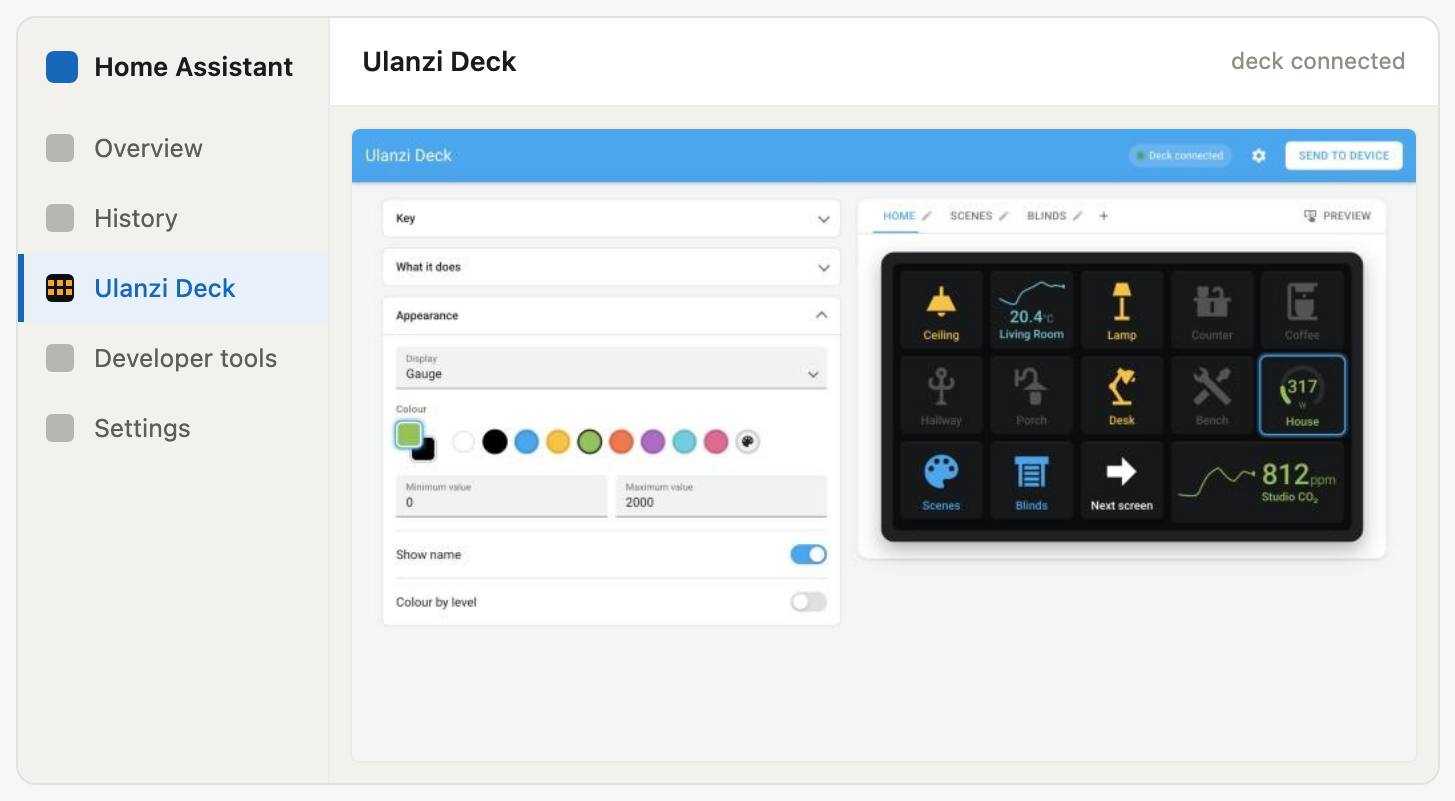 Home Assistant
Overview
History
Ulanzi Deck
Developer tools
Settings
Ulanzi Deck
deck connected
Ulanzi Deck
Deck connected
SEND TO DEVICE
Key
What it does
Appearance
Display
Gauge
Colour
Minimum value
0
Maximum value
2000
Show name
Colour by level
HOME
SCENES
BLINDS
+
PREVIEW
Ceiling
20.4°C
Living Room
Lamp
Counter
Coffee
Hallway
Porch
Desk
Bench
317
W
House
Scenes
Blinds
Next screen
812ppm
Studio CO₂